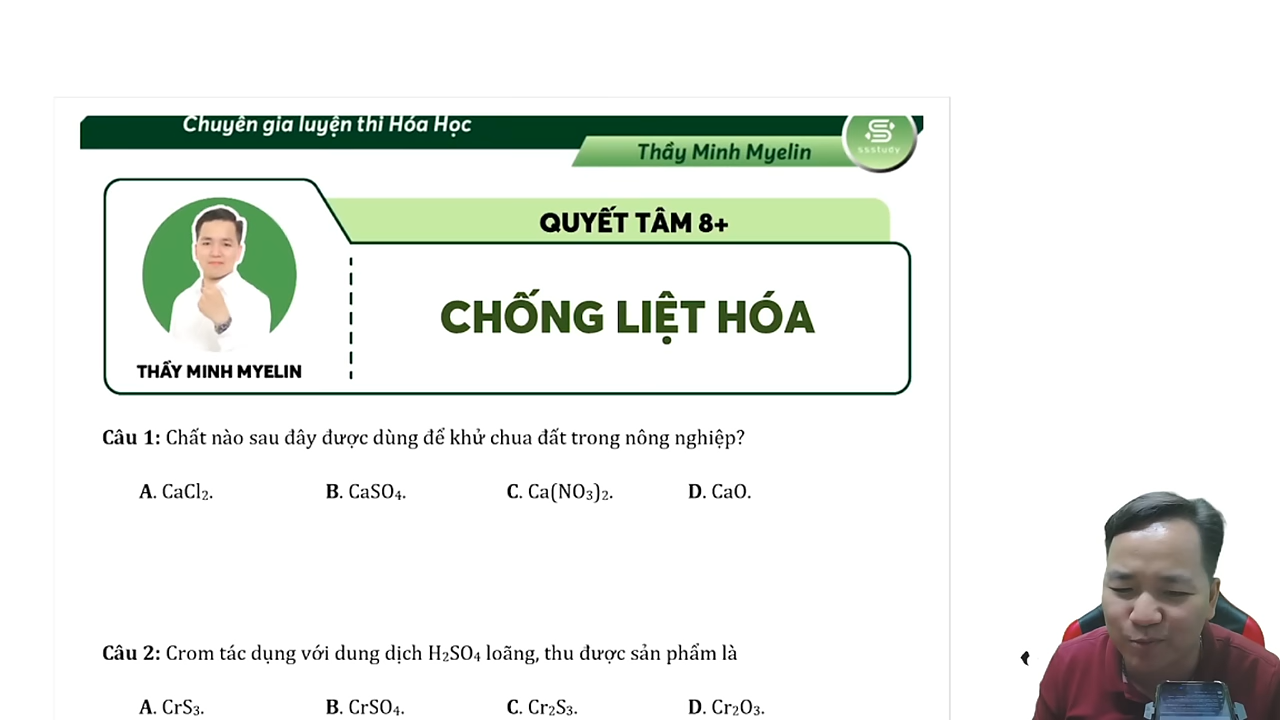 Chuyên gia luyện thi Hóa Học
Thầy Minh Myelin
ssstudy
QUYẾT TÂM 8+
CHỐNG LIỆT HÓA
THẦY MINH MYELIN
Câu 1: Chất nào sau đây được dùng để khử chua đất trong nông nghiệp?
A. CaCl₂. B. CaSO₄. C. Ca(NO₃)₂. D. CaO.
Câu 2: Crom tác dụng với dung dịch H₂SO₄ loãng, thu được sản phẩm là
A. CrS₃. B. CrSO₄. C. Cr₂S₃. D. Cr₂O₃.